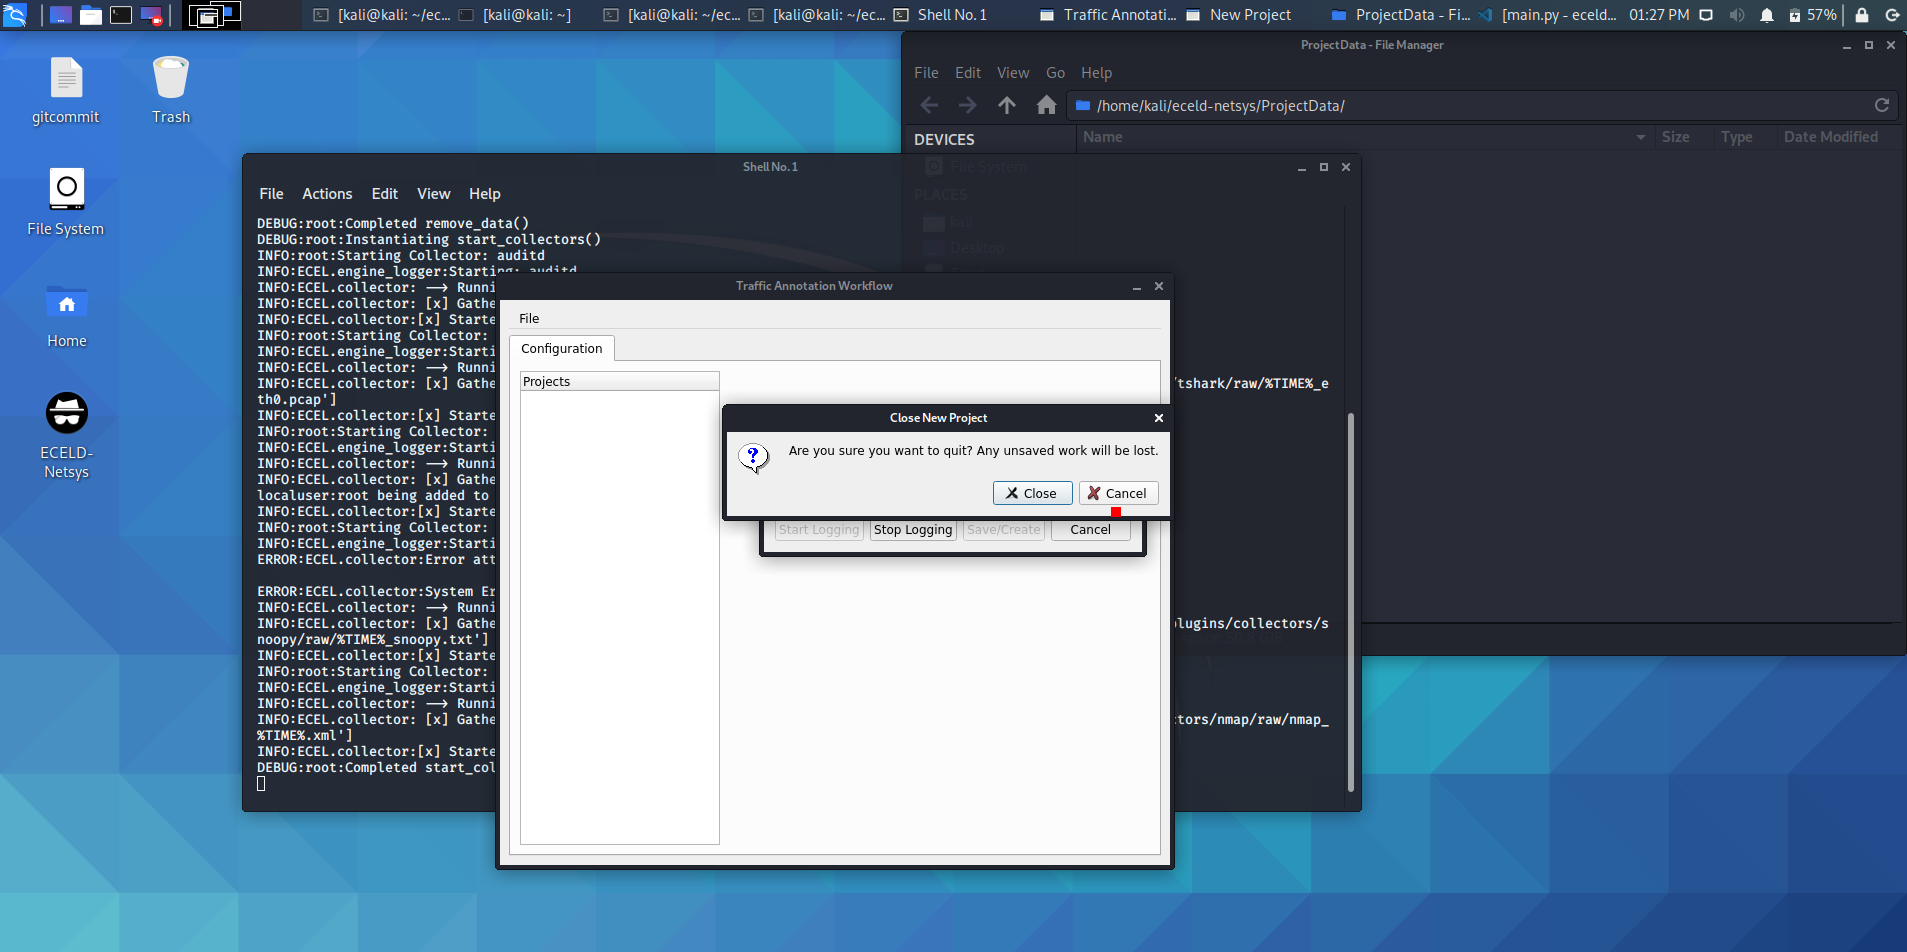 [kali@kali: ~/ec...
[kali@kali: ~]
[kali@kali: ~/ec...
[kali@kali: ~/ec...
Shell No. 1
Traffic Annotati...
New Project
ProjectData - Fi...
[main.py - eceld...
01:27 PM
57%
gitcommit
Trash
File System
Home
ECELD-
Netsys
ProjectData - File Manager
File Edit View Go Help
/home/kali/eceld-netsys/ProjectData/
DEVICES
Name Size Type Date Modified
File System
PLACES
kali
Desktop
Shell No. 1
File Actions Edit View Help
DEBUG:root:Completed remove_data()
DEBUG:root:Instantiating start_collectors()
INFO:root:Starting Collector: auditd
INFO:ECEL.engine_logger:Starting: auditd
INFO:ECEL.collector: ⟶ Runni
INFO:ECEL.collector: [x] Gathe
INFO:ECEL.collector:[x] Starte
INFO:root:Starting Collector:
INFO:ECEL.engine_logger:Starti
INFO:ECEL.collector: ⟶ Runni
INFO:ECEL.collector: [x] Gathe
/tshark/raw/%TIME%_e
th0.pcap']
INFO:ECEL.collector:[x] Starte
INFO:root:Starting Collector:
INFO:ECEL.engine_logger:Starti
INFO:ECEL.collector: ⟶ Runni
INFO:ECEL.collector: [x] Gathe
localuser:root being added to
INFO:ECEL.collector:[x] Starte
INFO:root:Starting Collector:
INFO:ECEL.engine_logger:Starti
ERROR:ECEL.collector:Error att
ERROR:ECEL.collector:System Er
INFO:ECEL.collector: ⟶ Runni
INFO:ECEL.collector: [x] Gathe
plugins/collectors/s
noopy/raw/%TIME%_snoopy.txt']
INFO:ECEL.collector:[x] Starte
INFO:root:Starting Collector:
INFO:ECEL.engine_logger:Starti
INFO:ECEL.collector: ⟶ Runni
INFO:ECEL.collector: [x] Gathe
ctors/nmap/raw/nmap_
%TIME%.xml']
INFO:ECEL.collector:[x] Starte
DEBUG:root:Completed start_col
Traffic Annotation Workflow
File
Configuration
Projects
Close New Project
Are you sure you want to quit? Any unsaved work will be lost.
Close Cancel
Start Logging Stop Logging Save/Create Cancel